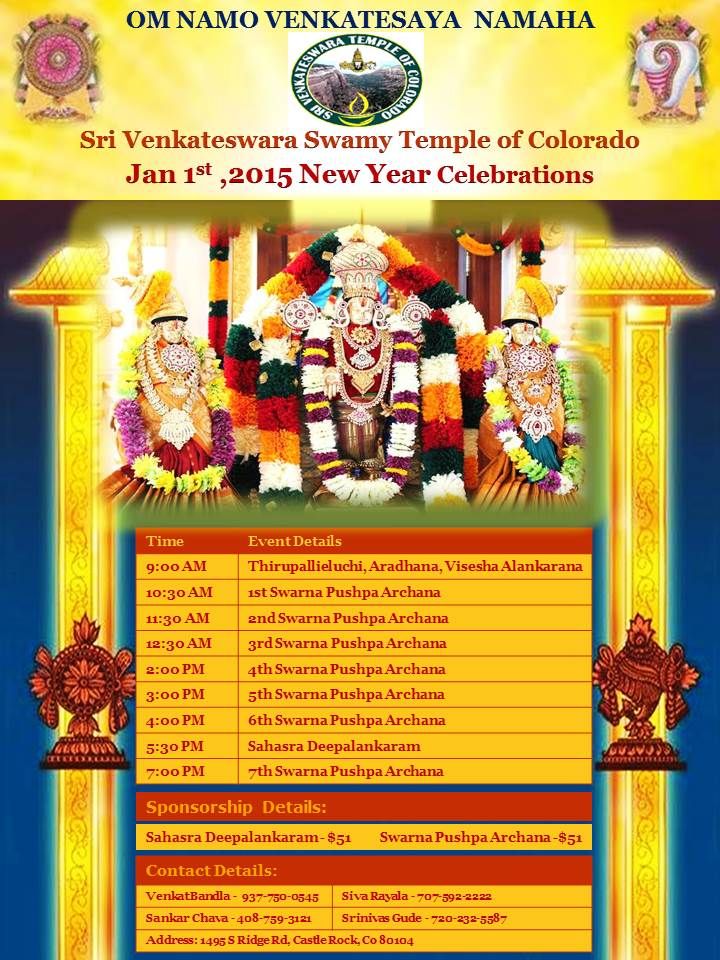 OM NAMO VENKATESAYA NAMAHA
SRI VENKATESWARA TEMPLE OF COLORADO
Sri Venkateswara Swamy Temple of Colorado
Jan 1st ,2015 New Year Celebrations
Time Event Details
9:00 AM Thirupallieluchi, Aradhana, Visesha Alankarana
10:30 AM 1st Swarna Pushpa Archana
11:30 AM 2nd Swarna Pushpa Archana
12:30 AM 3rd Swarna Pushpa Archana
2:00 PM 4th Swarna Pushpa Archana
3:00 PM 5th Swarna Pushpa Archana
4:00 PM 6th Swarna Pushpa Archana
5:30 PM Sahasra Deepalankaram
7:00 PM 7th Swarna Pushpa Archana
Sponsorship Details:
Sahasra Deepalankaram - $51 Swarna Pushpa Archana -$51
Contact Details:
Venkat Bandla - 937-750-0545 Siva Rayala - 707-592-2222
Sankar Chava - 408-759-3121 Srinivas Gude - 720-232-5587
Address: 1495 S Ridge Rd, Castle Rock, Co 80104